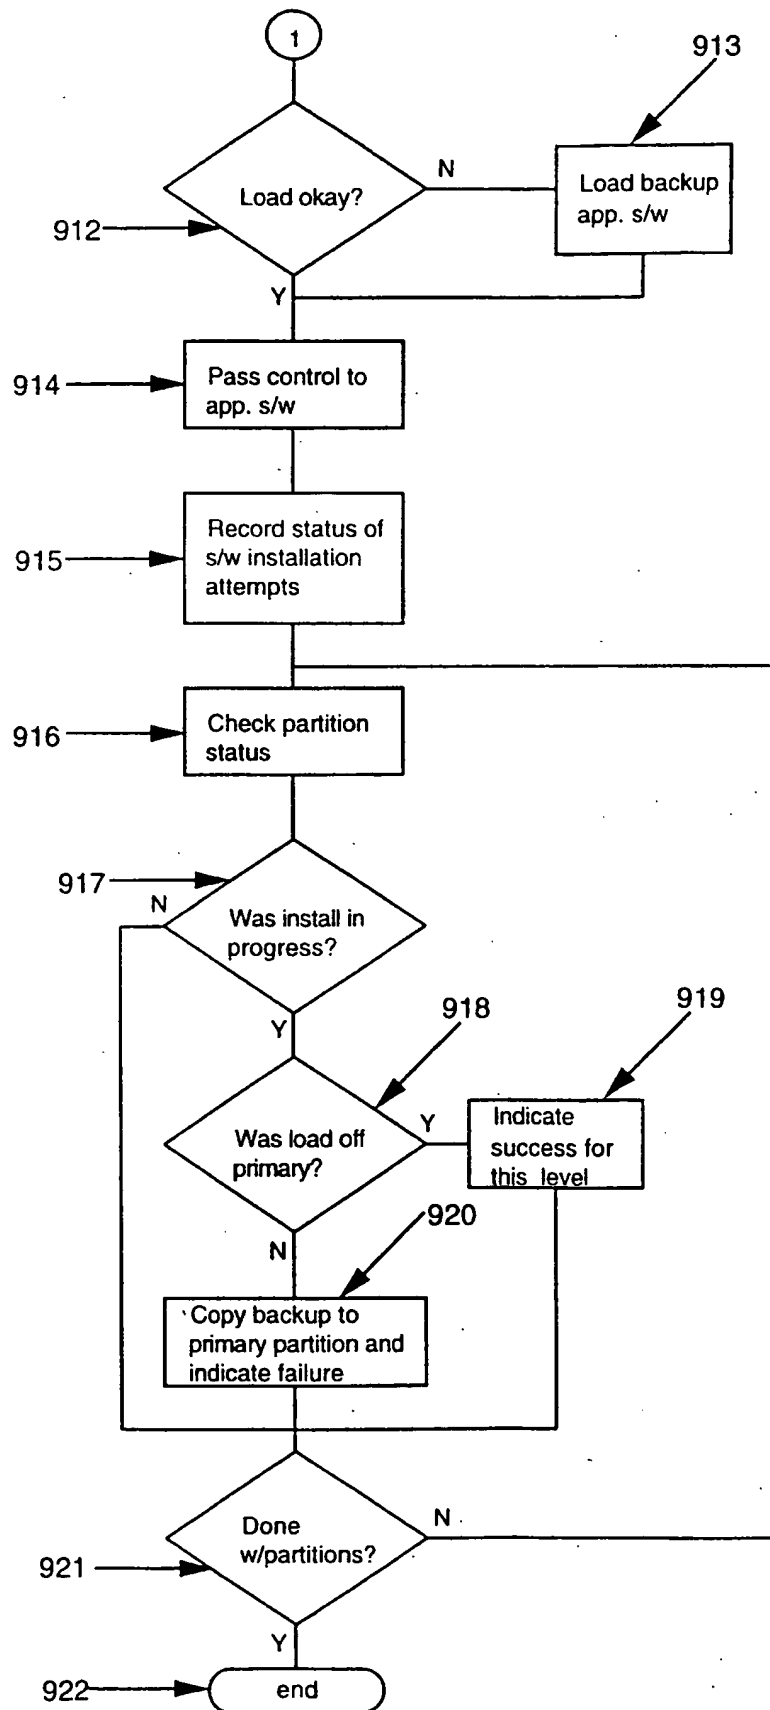 1
913
N
Load okay?
Load backup
app. s/w
912
Y
914
Pass control to
app. s/w
915
Record status of
s/w installation
attempts
916
Check partition
status
917
N
Was install in
progress?
Y
918
919
Was load off
primary?
Y
Indicate
success for
this level
920
N
Copy backup to
primary partition and
indicate failure
Done
w/partitions?
N
921
Y
922
end